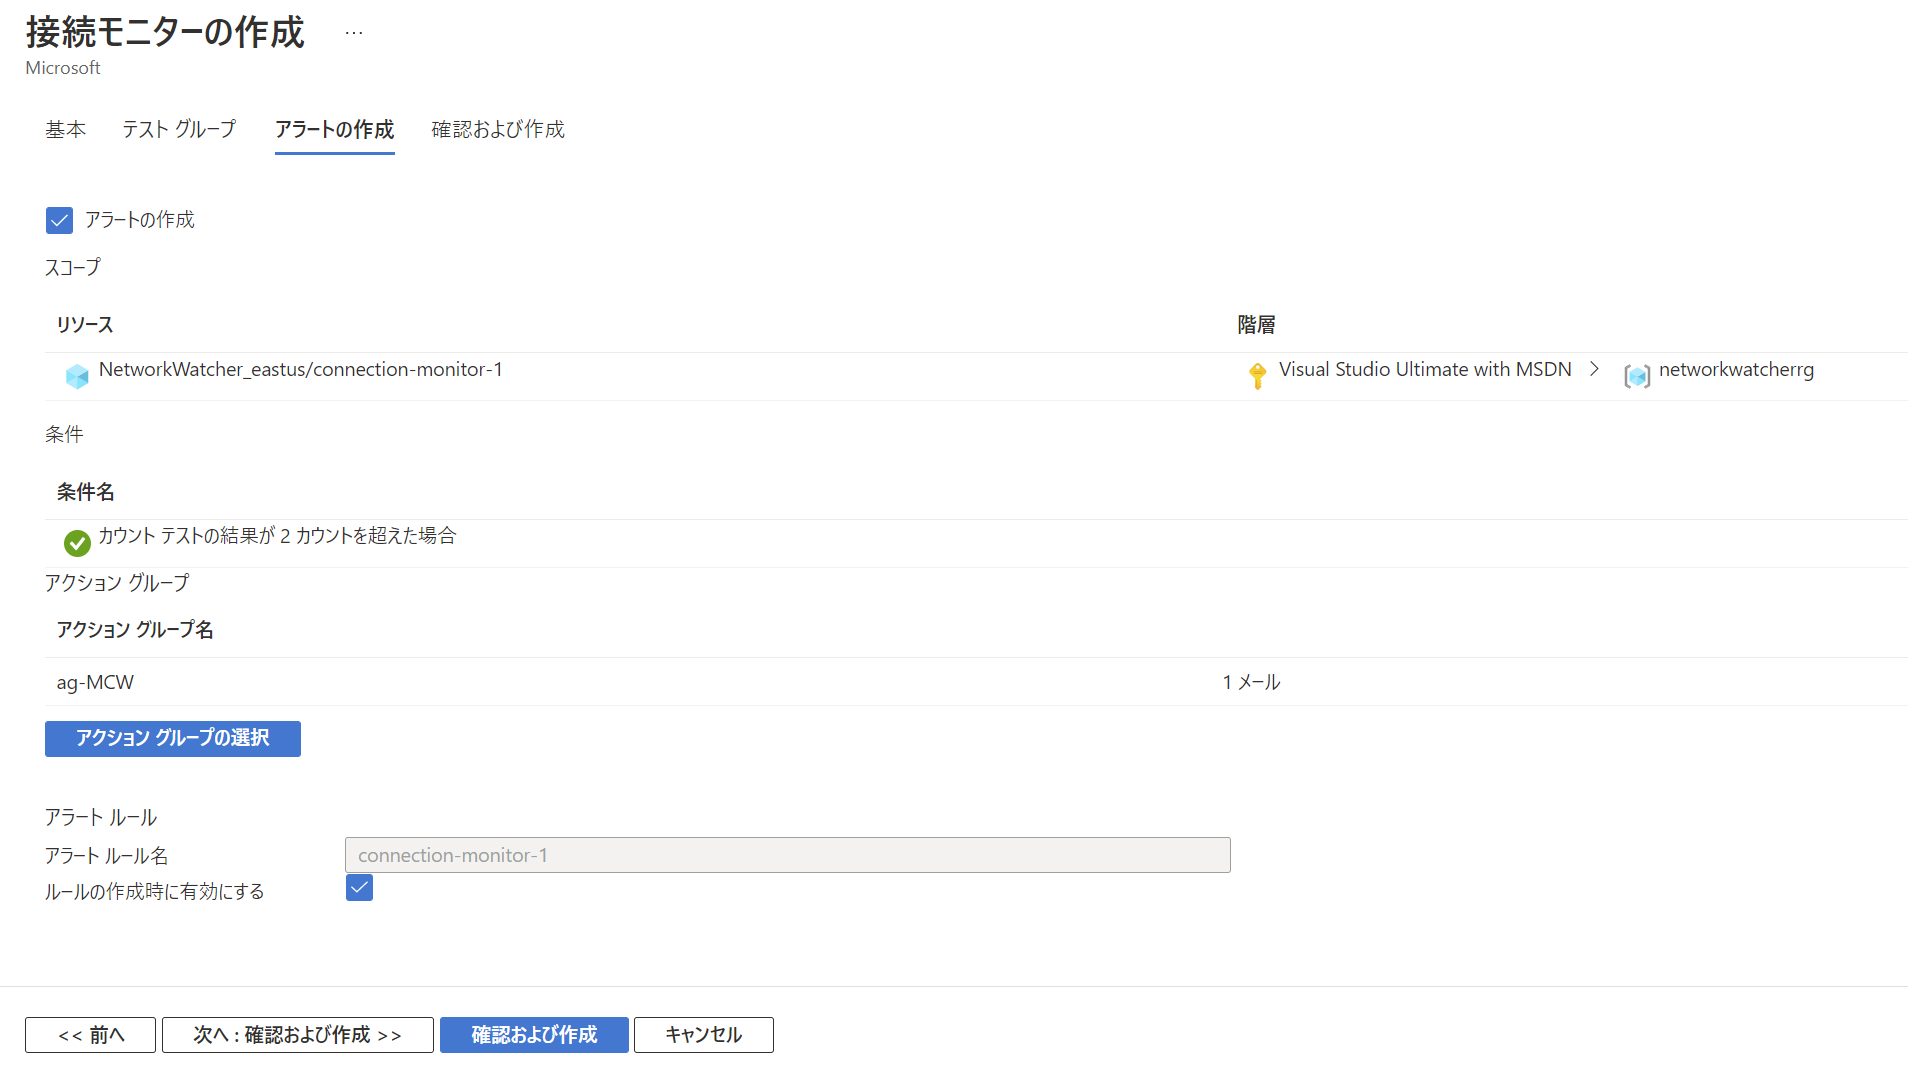 接続モニターの作成 …
Microsoft
基本 テスト グループ アラートの作成 確認および作成
アラートの作成
スコープ
リソース 階層
NetworkWatcher_eastus/connection-monitor-1 Visual Studio Ultimate with MSDN > networkwatcherrg
条件
条件名
カウント テストの結果が 2 カウントを超えた場合
アクション グループ
アクション グループ名
ag-MCW 1 メール
アクション グループの選択
アラート ルール
アラート ルール名 connection-monitor-1
ルールの作成時に有効にする
<< 前へ 次へ : 確認および作成 >> 確認および作成 キャンセル